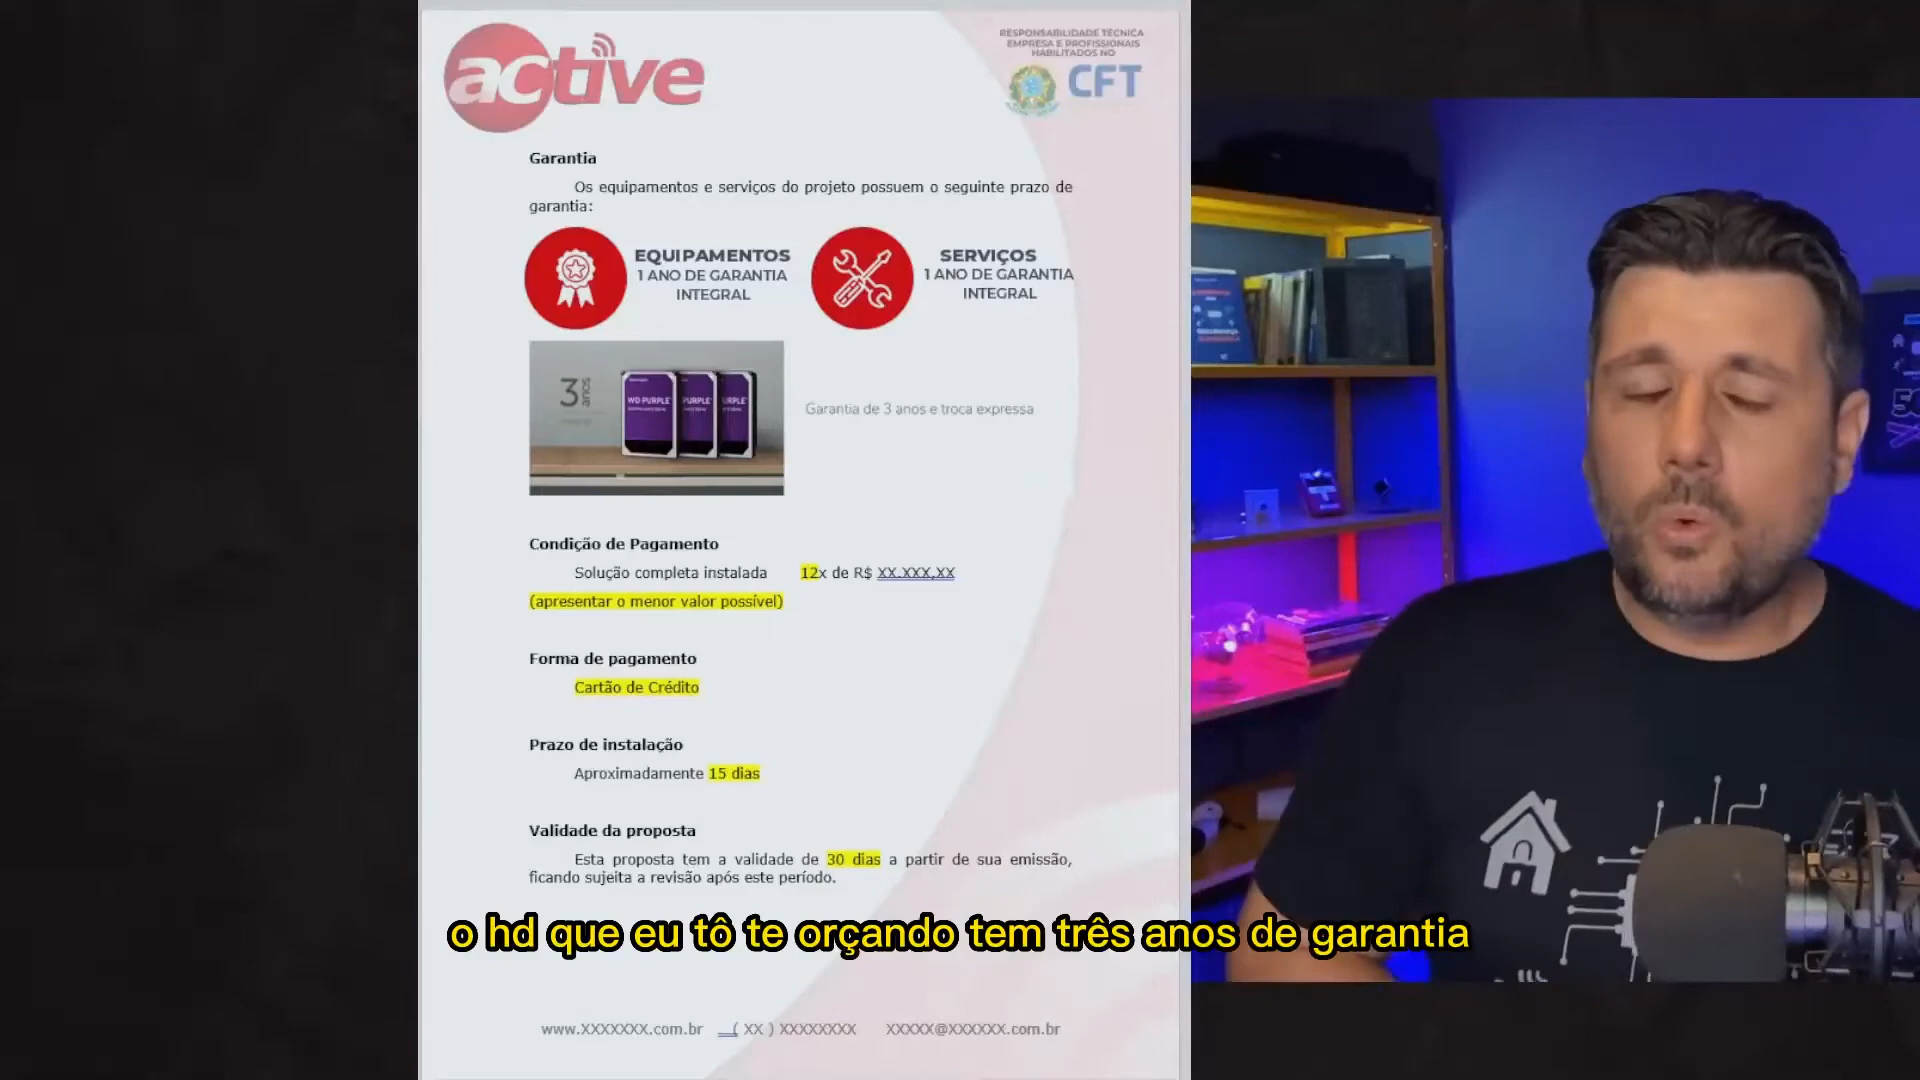 active
RESPONSABILIDADE TÉCNICA
EMPRESA E PROFISSIONAIS
HABILITADOS NO
CFT
Garantia
Os equipamentos e serviços do projeto possuem o seguinte prazo de
garantia:
EQUIPAMENTOS
1 ANO DE GARANTIA
INTEGRAL
SERVIÇOS
1 ANO DE GARANTIA
INTEGRAL
3 anos
WD PURPLE
PURPLE
PURPLE
Garantia de 3 anos e troca expressa
Condição de Pagamento
Solução completa instalada 12x de R$ XX.XXX,XX
(apresentar o menor valor possível)
Forma de pagamento
Cartão de Crédito
Prazo de instalação
Aproximadamente 15 dias
Validade da proposta
Esta proposta tem a validade de 30 dias a partir de sua emissão,
ficando sujeita a revisão após este período.
o hd que eu tô te orçando tem três anos de garantia
www.XXXXXXX.com.br __( XX ) XXXXXXXX XXXXX@XXXXXX.com.br